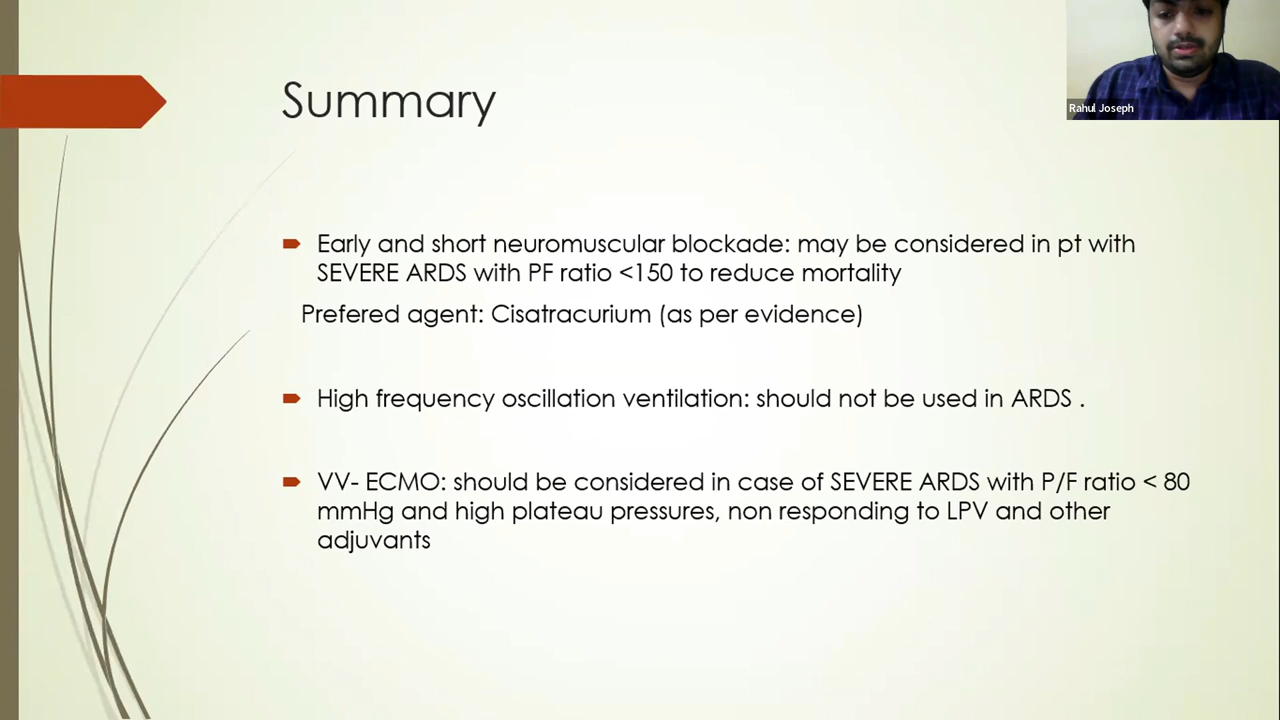 Summary
Rahul Joseph
Early and short neuromuscular blockade: may be considered in pt with
SEVERE ARDS with PF ratio <150 to reduce mortality
Prefered agent: Cisatracurium (as per evidence)
High frequency oscillation ventilation: should not be used in ARDS .
VV- ECMO: should be considered in case of SEVERE ARDS with P/F ratio < 80
mmHg and high plateau pressures, non responding to LPV and other
adjuvants